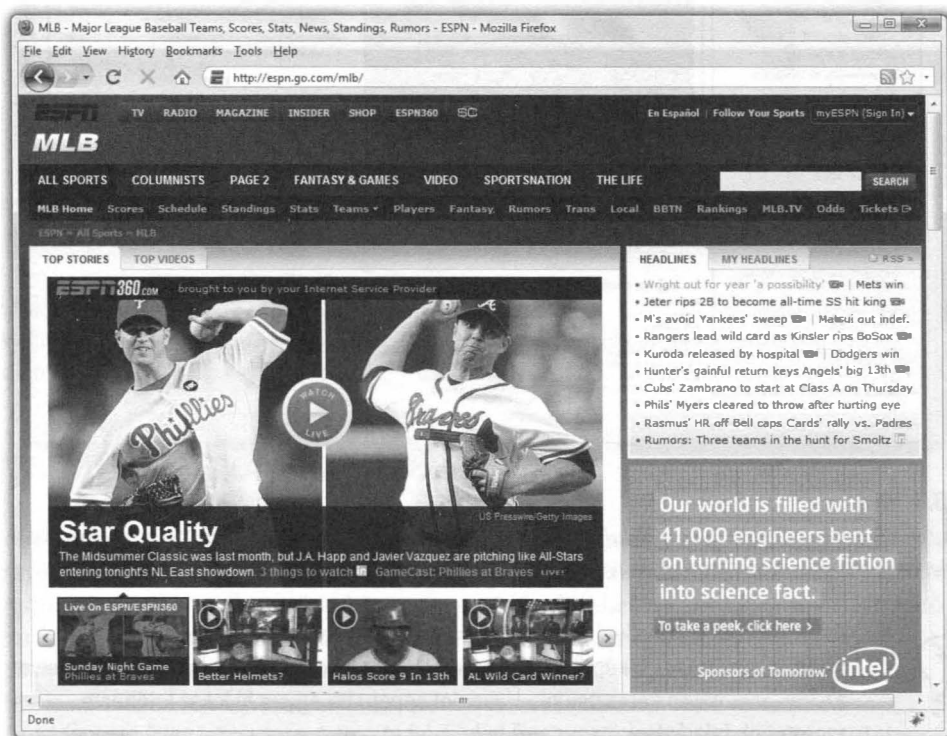 MLB - Major League Baseball Teams, Scores, Stats, News, Standings, Rumors - ESPN - Mozilla Firefox
File Edit View History Bookmarks Tools Help
http://espn.go.com/mlb/
ESPN TV RADIO MAGAZINE INSIDER SHOP ESPN360 SC En Español | Follow Your Sports | myESPN (Sign In)
MLB
ALL SPORTS COLUMNISTS PAGE 2 FANTASY & GAMES VIDEO SPORTSNATION THE LIFE SEARCH
MLB Home Scores Schedule Standings Stats Teams Players Fantasy Rumors Trans Local BBTN Rankings MLB.TV Odds Tickets
ESPN > All Sports > MLB
TOP STORIES TOP VIDEOS
ESPN360.COM brought to you by your Internet Service Provider
Phillies
WATCH LIVE
Braves
US Presswire/Getty Images
Star Quality
The Midsummer Classic was last month, but J.A. Happ and Javier Vazquez are pitching like All-Stars
entering tonight's NL East showdown. 3 things to watch in GameCast: Phillies at Braves LIVE!
Live On ESPN/ESPN360
Sunday Night Game
Phillies at Braves
Better Helmets?
Halos Score 9 In 13th
AL Wild Card Winner?
HEADLINES MY HEADLINES RSS »
• Wright out for year 'a possibility' | Mets win
• Jeter rips 2B to become all-time SS hit king
• M's avoid Yankees' sweep | Matsui out indef.
• Rangers lead wild card as Kinsler rips BoSox
• Kuroda released by hospital | Dodgers win
• Hunter's gainful return keys Angels' big 13th
• Cubs' Zambrano to start at Class A on Thursday
• Phils' Myers cleared to throw after hurting eye
• Rasmus' HR off Bell caps Cards' rally vs. Padres
• Rumors: Three teams in the hunt for Smoltz in
Our world is filled with
41,000 engineers bent
on turning science fiction
into science fact.
To take a peek, click here >
Sponsors of Tomorrow.™ intel
Done